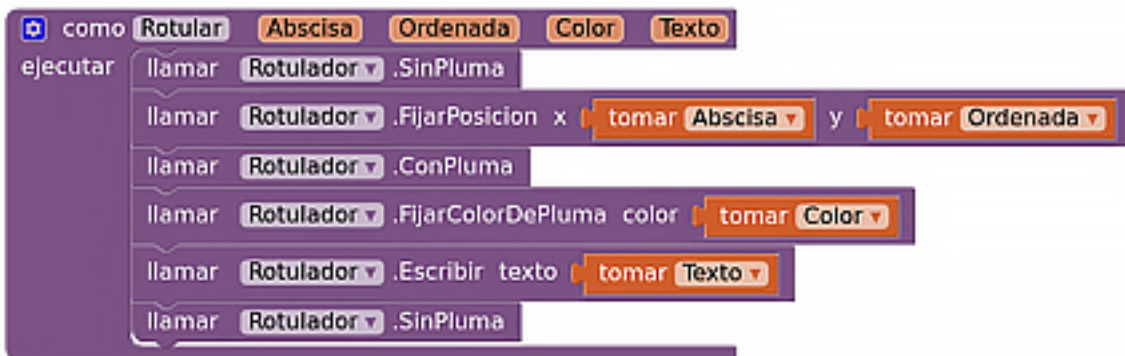 como Rotular Abscisa Ordenada Color Texto
ejecutar llamar Rotulador .SinPluma
llamar Rotulador .FijarPosicion x tomar Abscisa y tomar Ordenada
llamar Rotulador .ConPluma
llamar Rotulador .FijarColorDePluma color tomar Color
llamar Rotulador .Escribir texto tomar Texto
llamar Rotulador .SinPluma